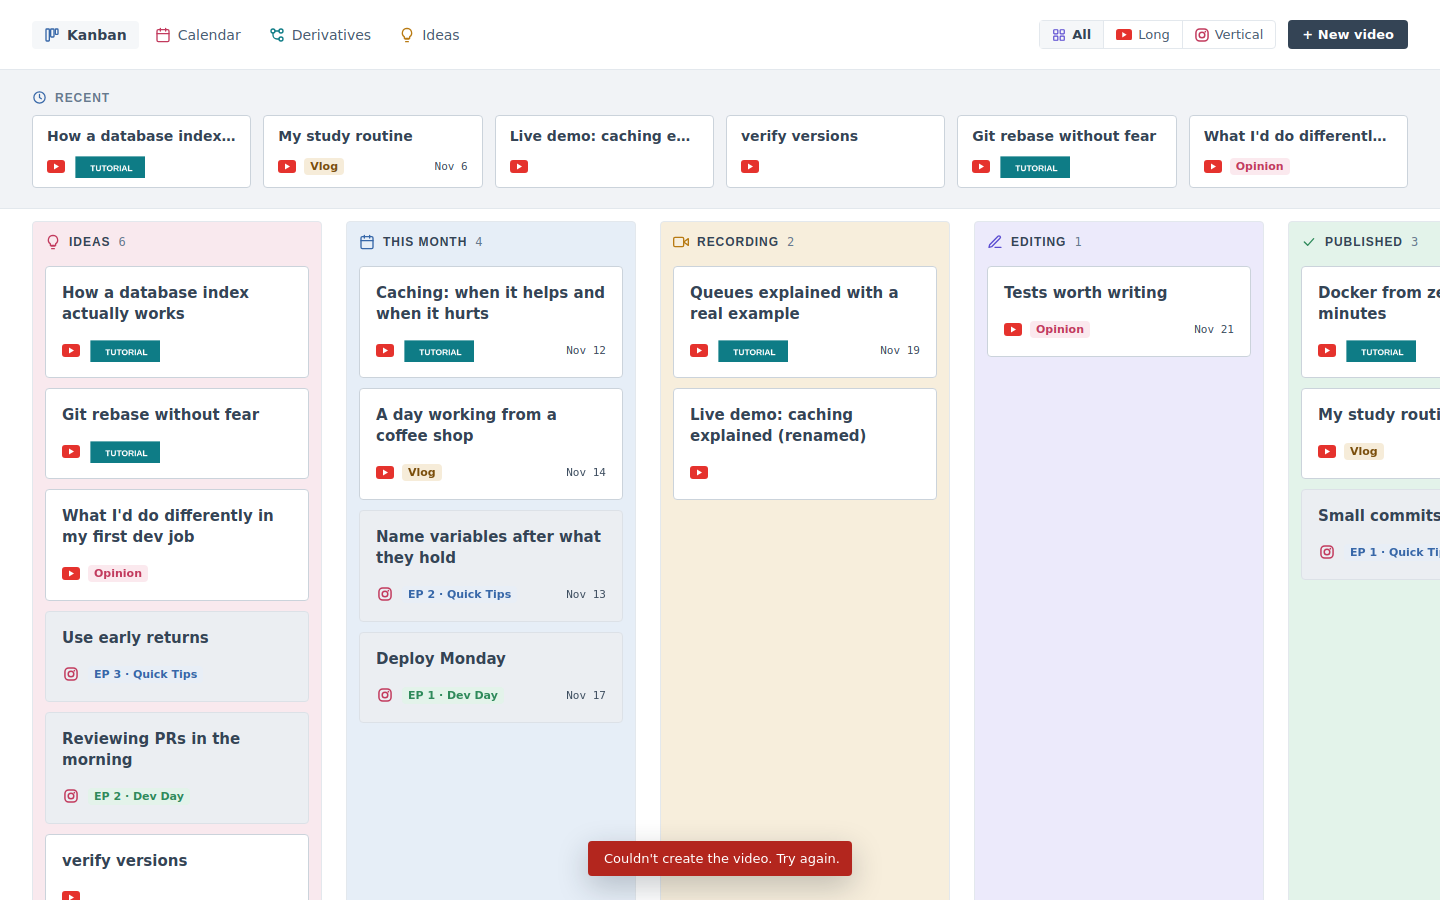 Kanban
Calendar
Derivatives
Ideas
All
Long
Vertical
+ New video
RECENT
How a database index…
TUTORIAL
My study routine
Vlog
Nov 6
Live demo: caching e…
verify versions
Git rebase without fear
TUTORIAL
What I'd do differentl…
Opinion
IDEAS 6
How a database index
actually works
TUTORIAL
Git rebase without fear
TUTORIAL
What I'd do differently in
my first dev job
Opinion
Use early returns
EP 3 · Quick Tips
Reviewing PRs in the
morning
EP 2 · Dev Day
verify versions
THIS MONTH 4
Caching: when it helps and
when it hurts
TUTORIAL
Nov 12
A day working from a
coffee shop
Vlog
Nov 14
Name variables after what
they hold
EP 2 · Quick Tips
Nov 13
Deploy Monday
EP 1 · Dev Day
Nov 17
RECORDING 2
Queues explained with a
real example
TUTORIAL
Nov 19
Live demo: caching
explained (renamed)
EDITING 1
Tests worth writing
Opinion
Nov 21
PUBLISHED 3
Docker from
minutes
TUTORIAL
My study
Vlog
Small commits
EP 1 · Quick
Couldn't create the video. Try again.